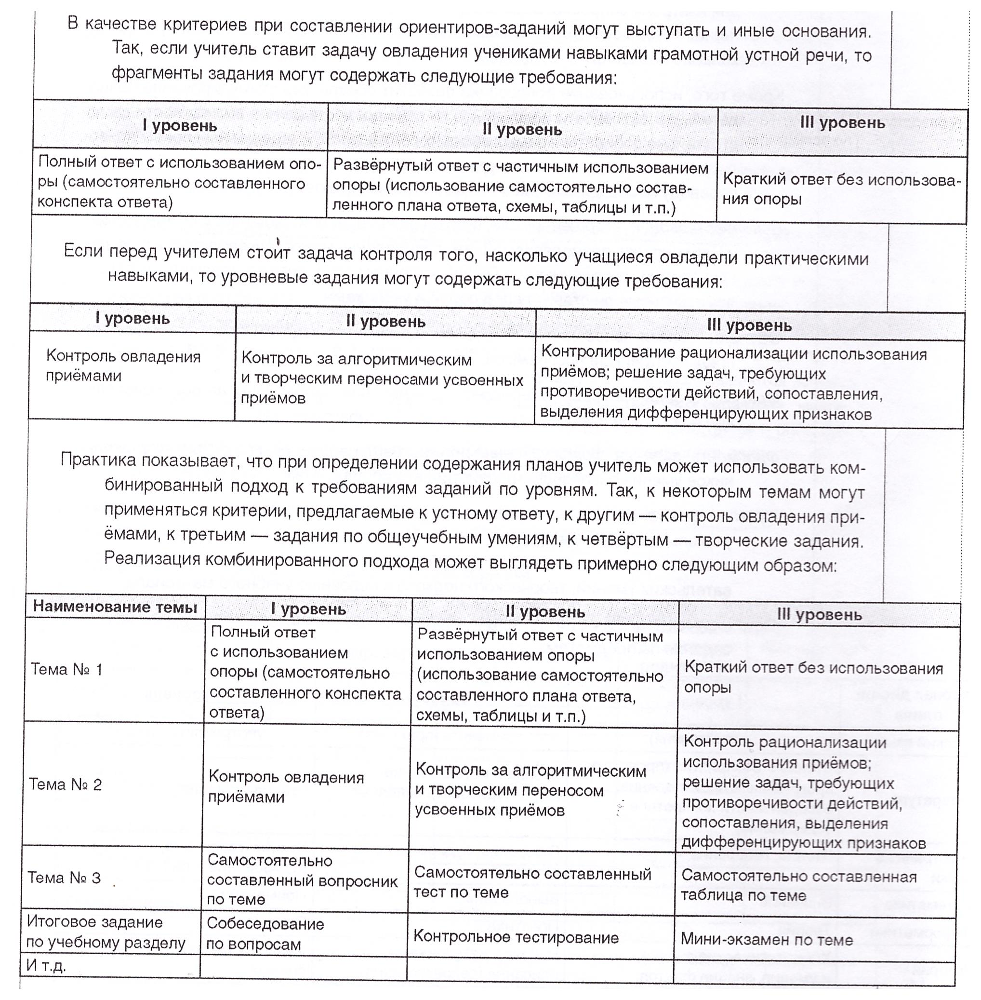 В качестве критериев при составлении ориентиров-заданий могут выступать и иные основания.
Так, если учитель ставит задачу овладения учениками навыками грамотной устной речи, то
фрагменты задания могут содержать следующие требования:
I уровень
II уровень
III уровень
Полный ответ с использованием опо-
ры (самостоятельно составленного
конспекта ответа)
Развёрнутый ответ с частичным использованием
опоры (использование самостоятельно состав-
ленного плана ответа, схемы, таблицы и т.п.)
Краткий ответ без использова-
ния опоры
Если перед учителем стоит задача контроля того, насколько учащиеся овладели практическими
навыками, то уровневые задания могут содержать следующие требования:
I уровень
II уровень
III уровень
Контроль овладения
приёмами
Контроль за алгоритмическим
и творческим переносами усвоенных
приёмов
Контролирование рационализации использования
приёмов; решение задач, требующих
противоречивости действий, сопоставления,
выделения дифференцирующих признаков
Практика показывает, что при определении содержания планов учитель может использовать ком-
бинированный подход к требованиям заданий по уровням. Так, к некоторым темам могут
применяться критерии, предлагаемые к устному ответу, к другим — контроль овладения при-
ёмами, к третьим — задания по общеучебным умениям, к четвёртым — творческие задания.
Реализация комбинированного подхода может выглядеть примерно следующим образом:
Наименование темы
I уровень
II уровень
III уровень
Тема № 1
Полный ответ
с использованием
опоры (самостоятельно
составленного конспекта
ответа)
Развёрнутый ответ с частичным
использованием опоры
(использование самостоятельно
составленного плана ответа,
схемы, таблицы и т.п.)
Краткий ответ без использования
опоры
Тема № 2
Контроль овладения
приёмами
Контроль за алгоритмическим
и творческим переносом
усвоенных приёмов
Контроль рационализации
использования приёмов;
решение задач, требующих
противоречивости действий,
сопоставления, выделения
дифференцирующих признаков
Тема № 3
Самостоятельно
составленный вопросник
по теме
Самостоятельно составленный
тест по теме
Самостоятельно составленная
таблица по теме
Итоговое задание
по учебному разделу
Собеседование
по вопросам
Контрольное тестирование
Мини-экзамен по теме
И т.д.